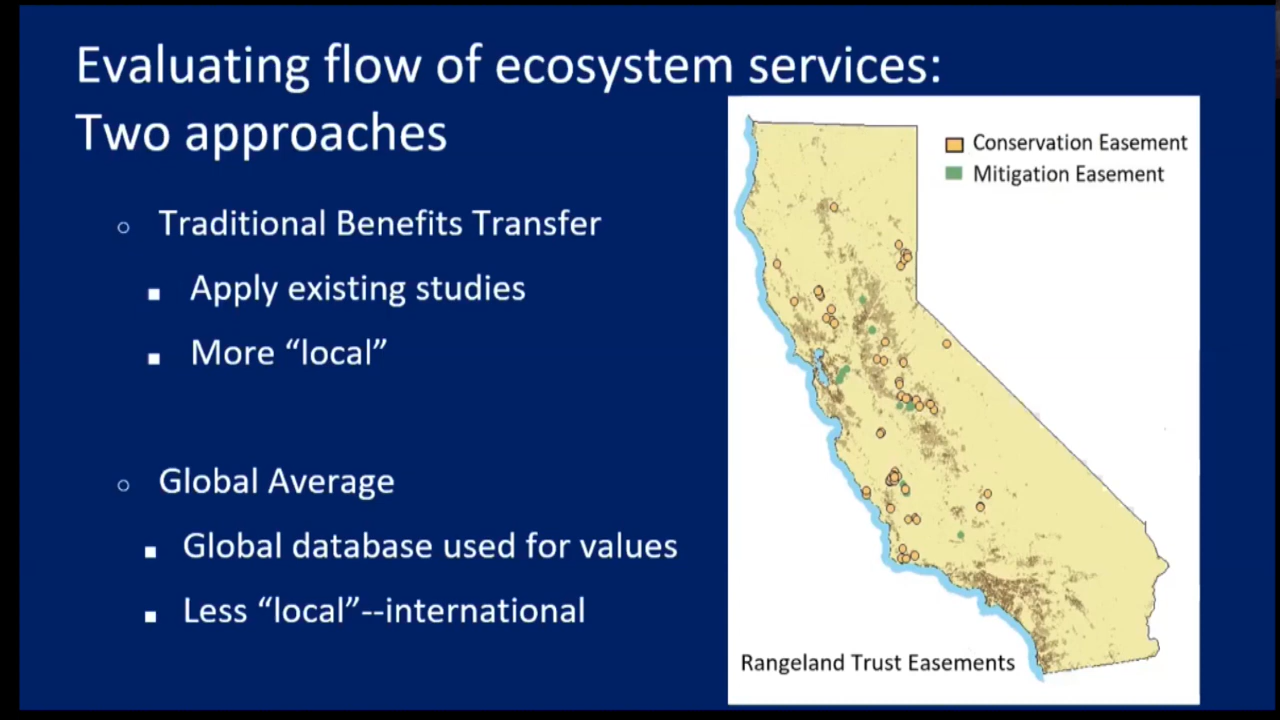 Evaluating flow of ecosystem services:
Two approaches
○ Traditional Benefits Transfer
■ Apply existing studies
■ More “local”
○ Global Average
■ Global database used for values
■ Less “local”--international
Conservation Easement
Mitigation Easement
Rangeland Trust Easements